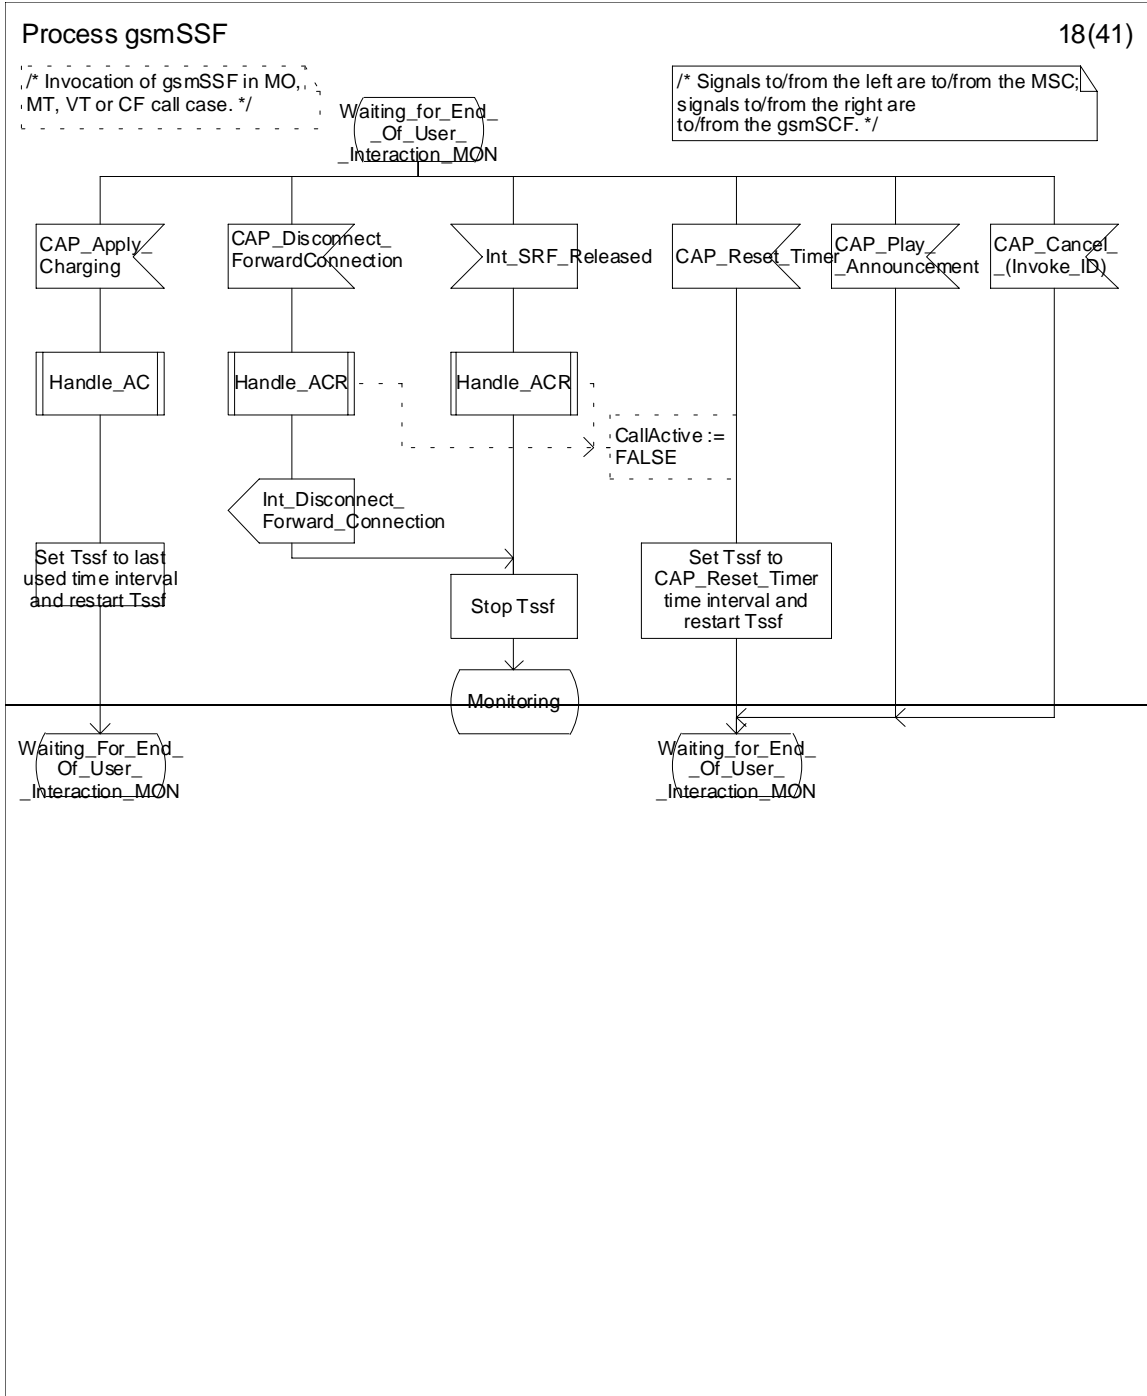 Process gsmSSF
18(41)
/* Invocation of gsmSSF in MO,
MT, VT or CF call case. */
/* Signals to/from the left are to/from the MSC;
signals to/from the right are
to/from the gsmSCF. */
Waiting_for_End_
_Of_User_
_Interaction_MON
CAP_Apply_
Charging
CAP_Disconnect_
ForwardConnection
Int_SRF_Released
CAP_Reset_Timer
CAP_Play_
_Announcement
CAP_Cancel_
_(Invoke_ID)
Handle_AC
Handle_ACR
Handle_ACR
CallActive :=
FALSE
Int_Disconnect_
Forward_Connection
Set Tssf to last
used time interval
and restart Tssf
Stop Tssf
Set Tssf to
CAP_Reset_Timer
time interval and
restart Tssf
Monitoring
Waiting_For_End_
_Of_User_
_Interaction_MON
Waiting_for_End_
_Of_User_
_Interaction_MON